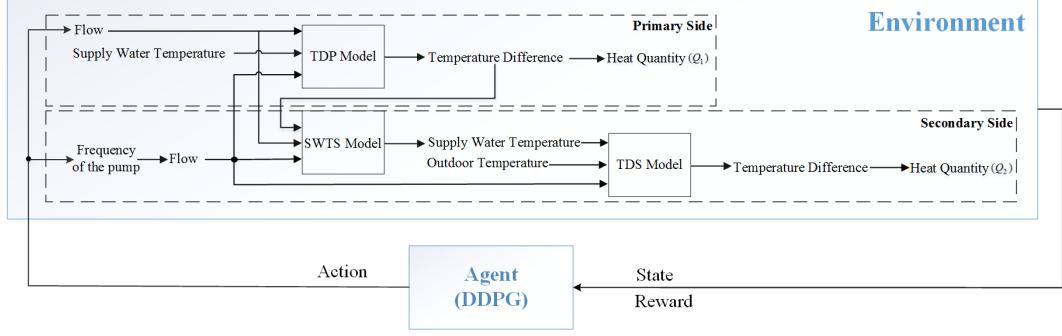 Environment
Primary Side
Flow
Supply Water Temperature
TDP Model
Temperature Difference
Heat Quantity (Q₁)
Secondary Side
Frequency
of the pump
Flow
SWTS Model
Supply Water Temperature
Outdoor Temperature
TDS Model
Temperature Difference
Heat Quantity (Q₂)
Action
Agent
(DDPG)
State
Reward